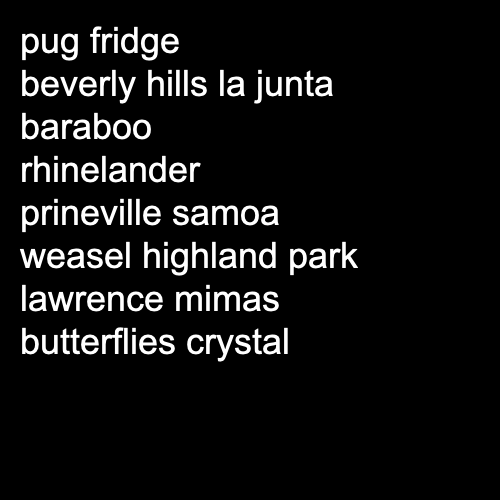 pug fridge
beverly hills la junta
baraboo
rhinelander
prineville samoa
weasel highland park
lawrence mimas
butterflies crystal